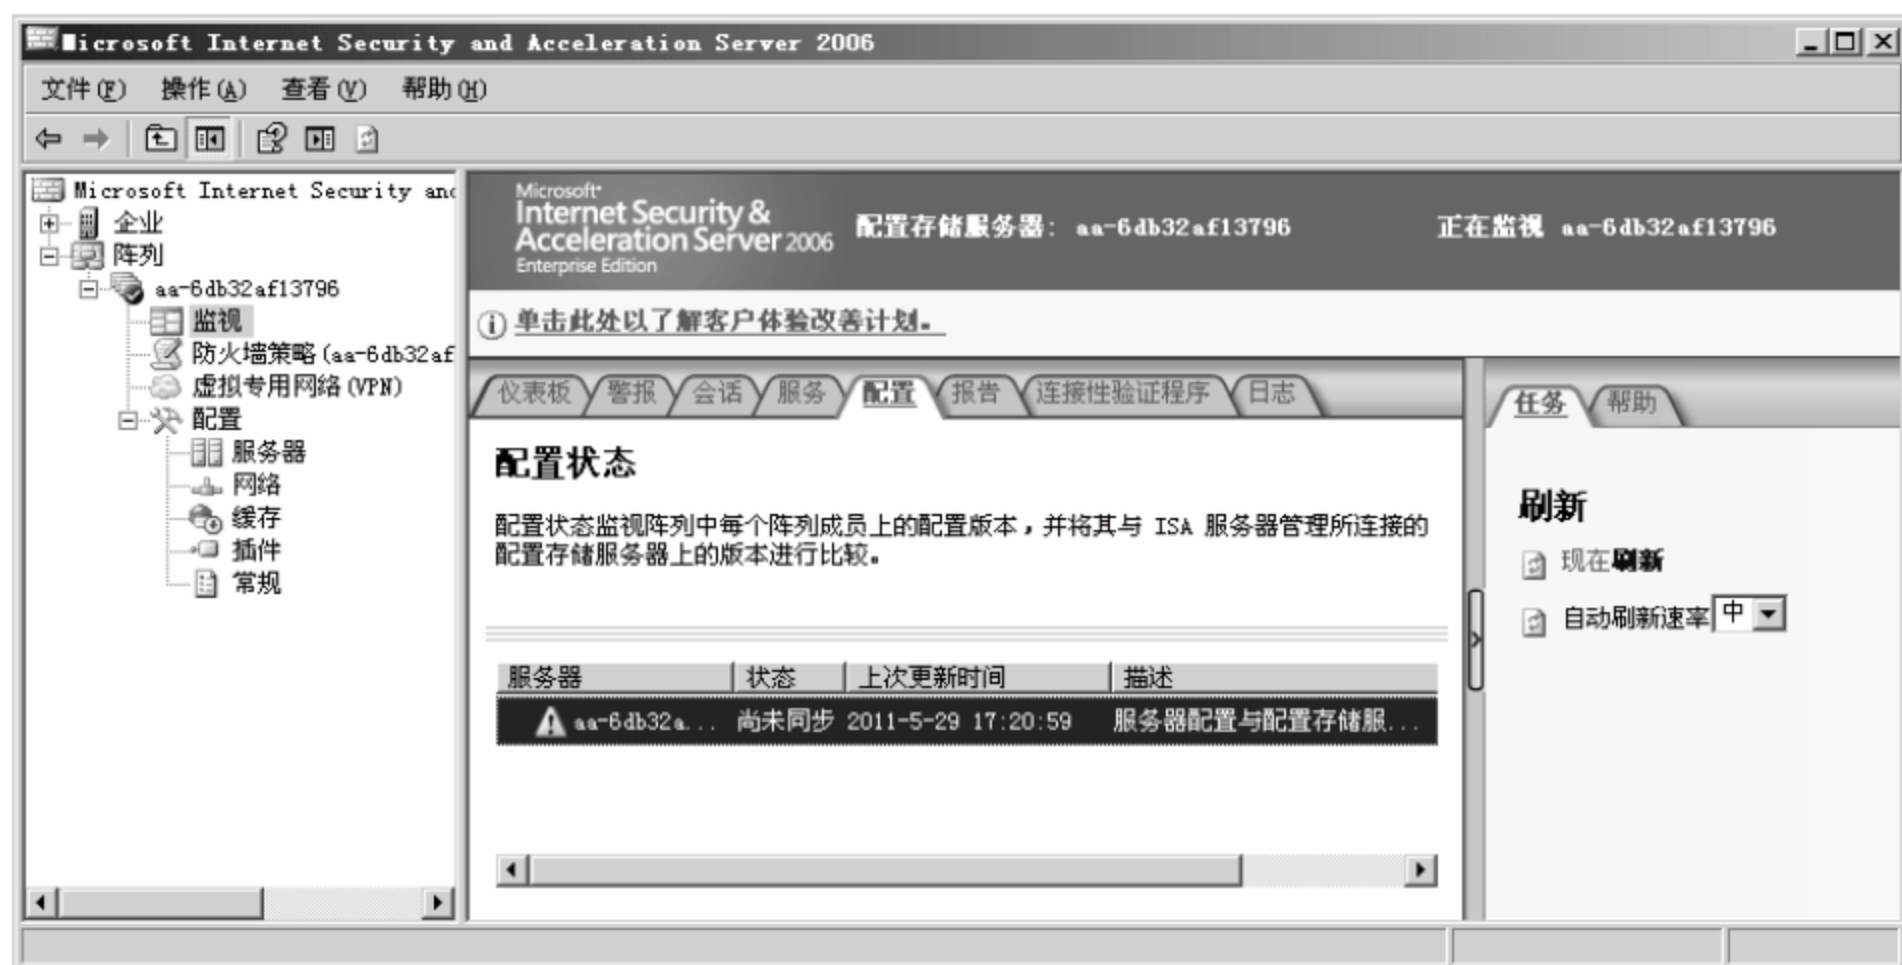 Microsoft Internet Security and Acceleration Server 2006
文件(F) 操作(A) 查看(V) 帮助(H)
Microsoft Internet Security and
企业
阵列
aa-6db32af13796
监视
防火墙策略(aa-6db32af
虚拟专用网络(VPN)
配置
服务器
网络
缓存
插件
常规
Microsoft
Internet Security &
Acceleration Server 2006
Enterprise Edition
配置存储服务器: aa-6db32af13796
正在监视 aa-6db32af13796
单击此处以了解客户体验改善计划。
仪表板 警报 会话 服务 配置 报告 连接性验证程序 日志
配置状态
配置状态监视阵列中每个阵列成员上的配置版本，并将其与 ISA 服务器管理所连接的
配置存储服务器上的版本进行比较。
服务器 状态 上次更新时间 描述
aa-6db32a... 尚未同步 2011-5-29 17:20:59 服务器配置与配置存储服...
任务 帮助
刷新
现在刷新
自动刷新速率 中